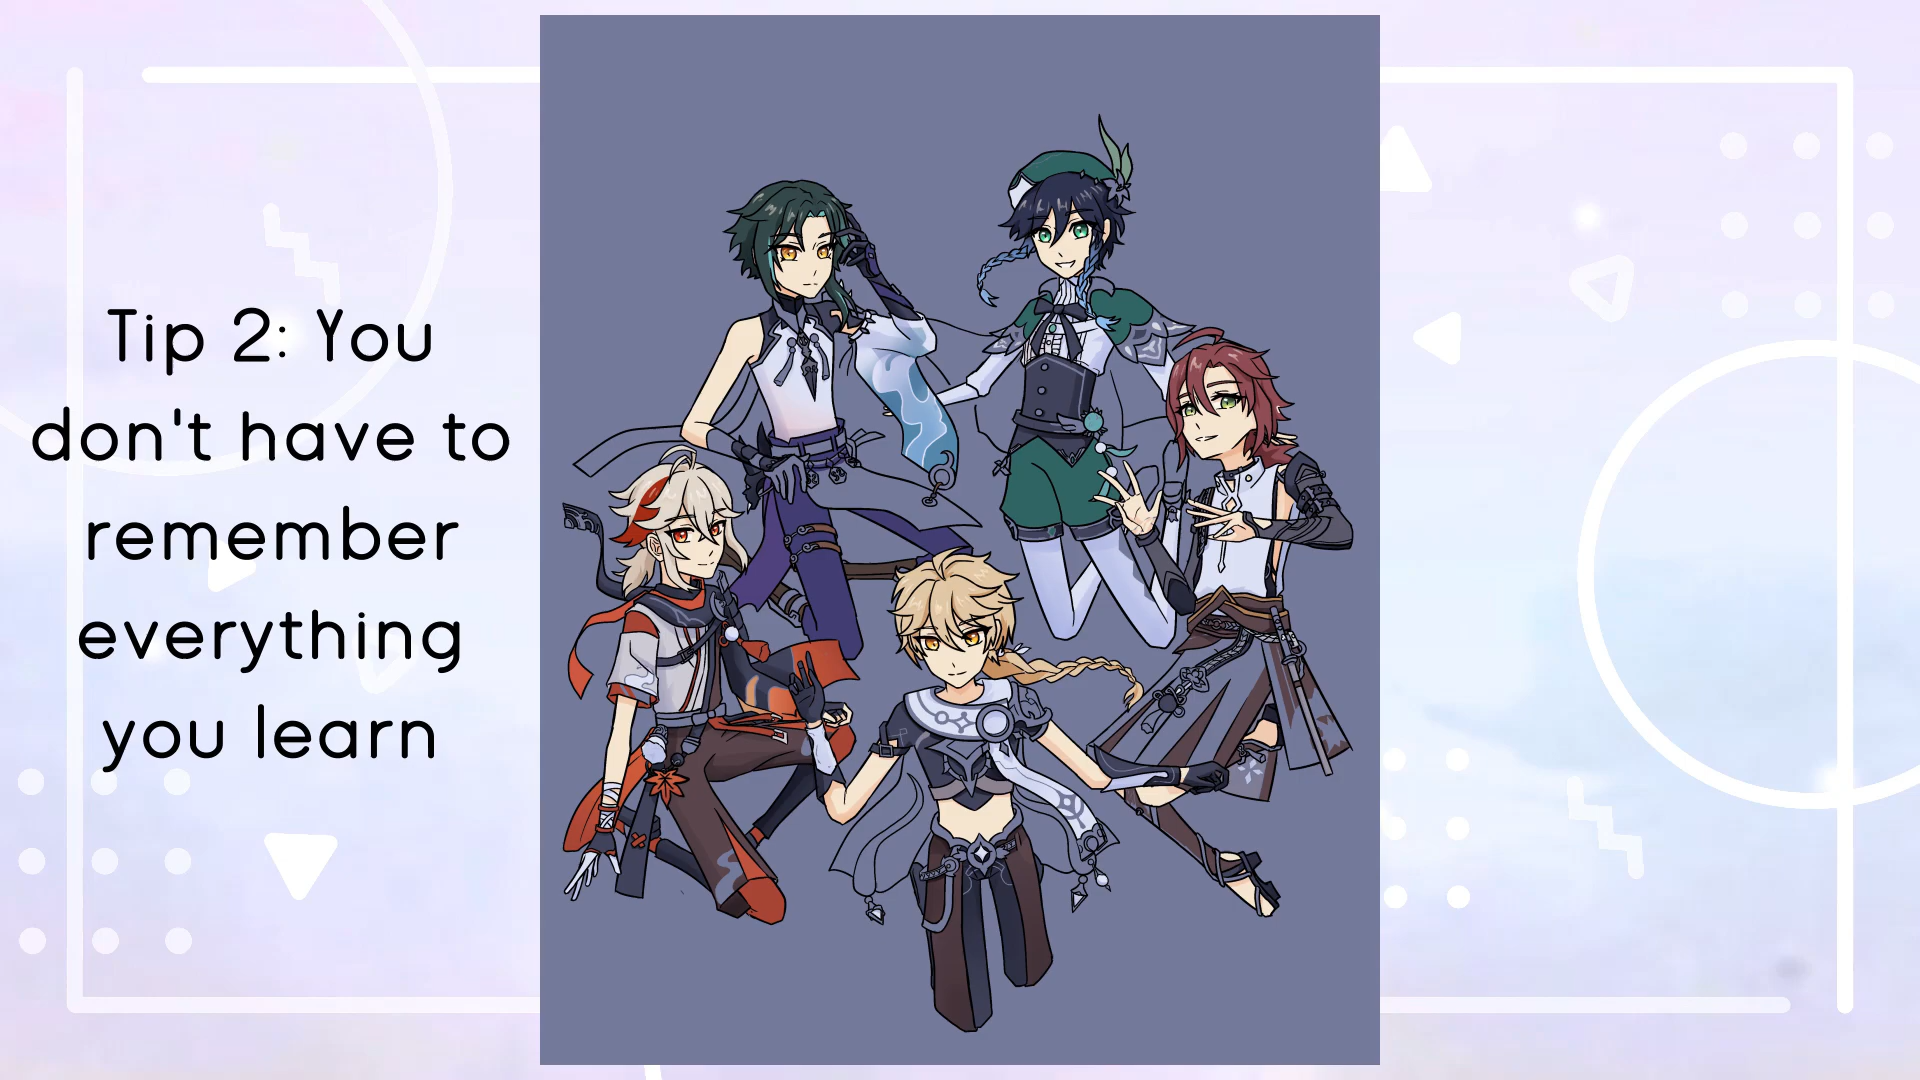 Tip 2: You
don't have to
remember
everything
you learn